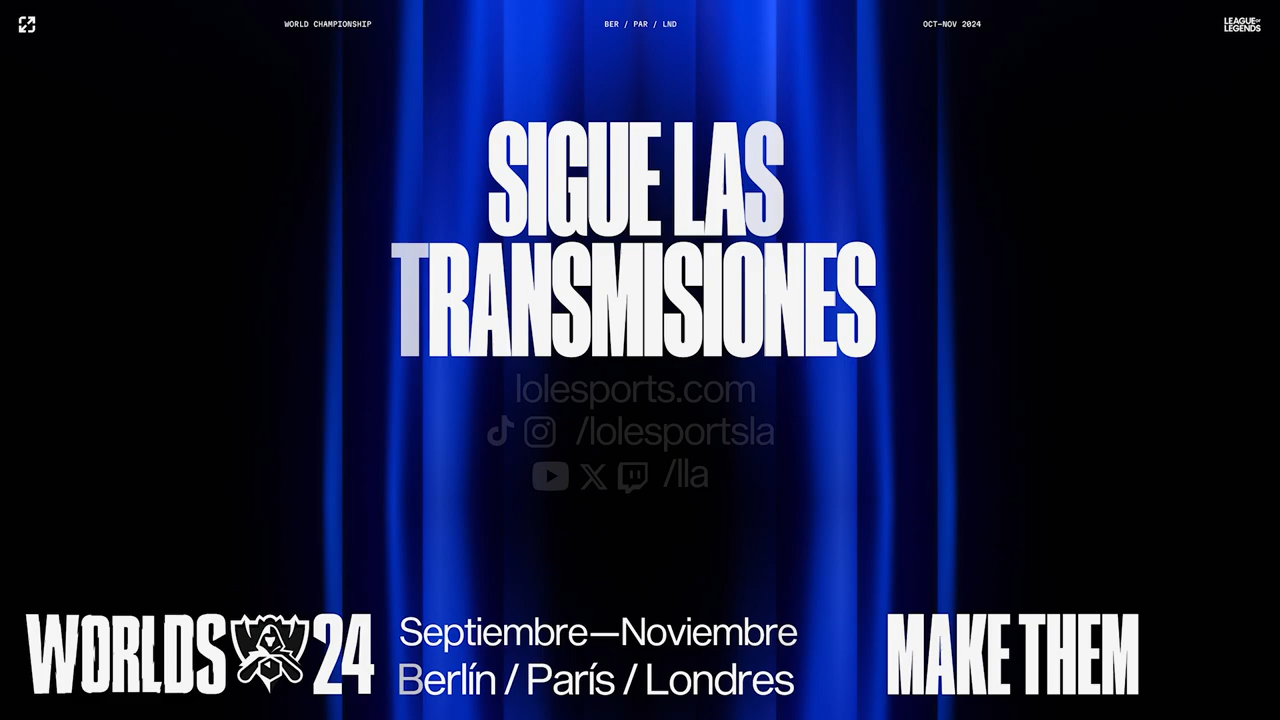 WORLD CHAMPIONSHIP
BER / PAR / LND
OCT-NOV 2024
LEAGUE OF
LEGENDS
SIGUE LAS
TRANSMISIONES
lolesports.com
/lolesportsla
/lla
WORLDS 24
Septiembre—Noviembre
Berlín / París / Londres
MAKE THEM